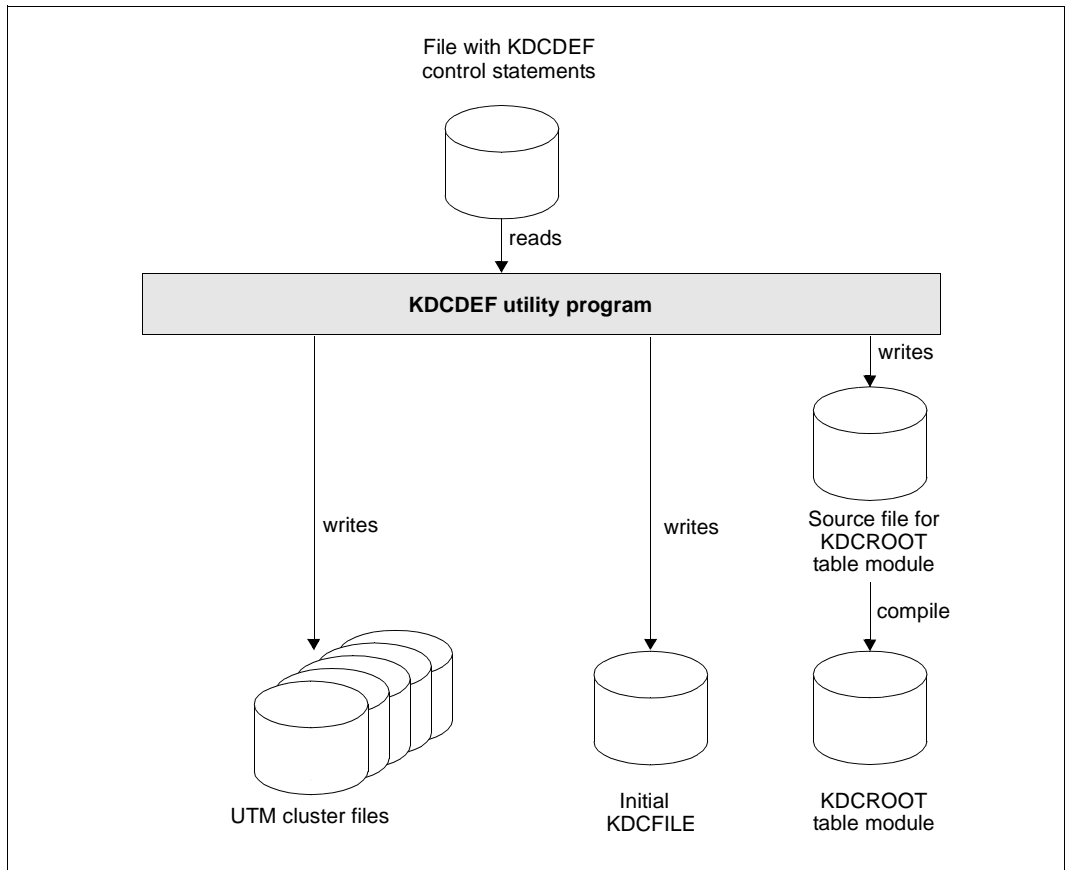 File with KDCDEF
control statements
reads
KDCDEF utility program
writes
writes
writes
Source file for
KDCROOT
table module
compile
UTM cluster files
Initial
KDCFILE
KDCROOT
table module